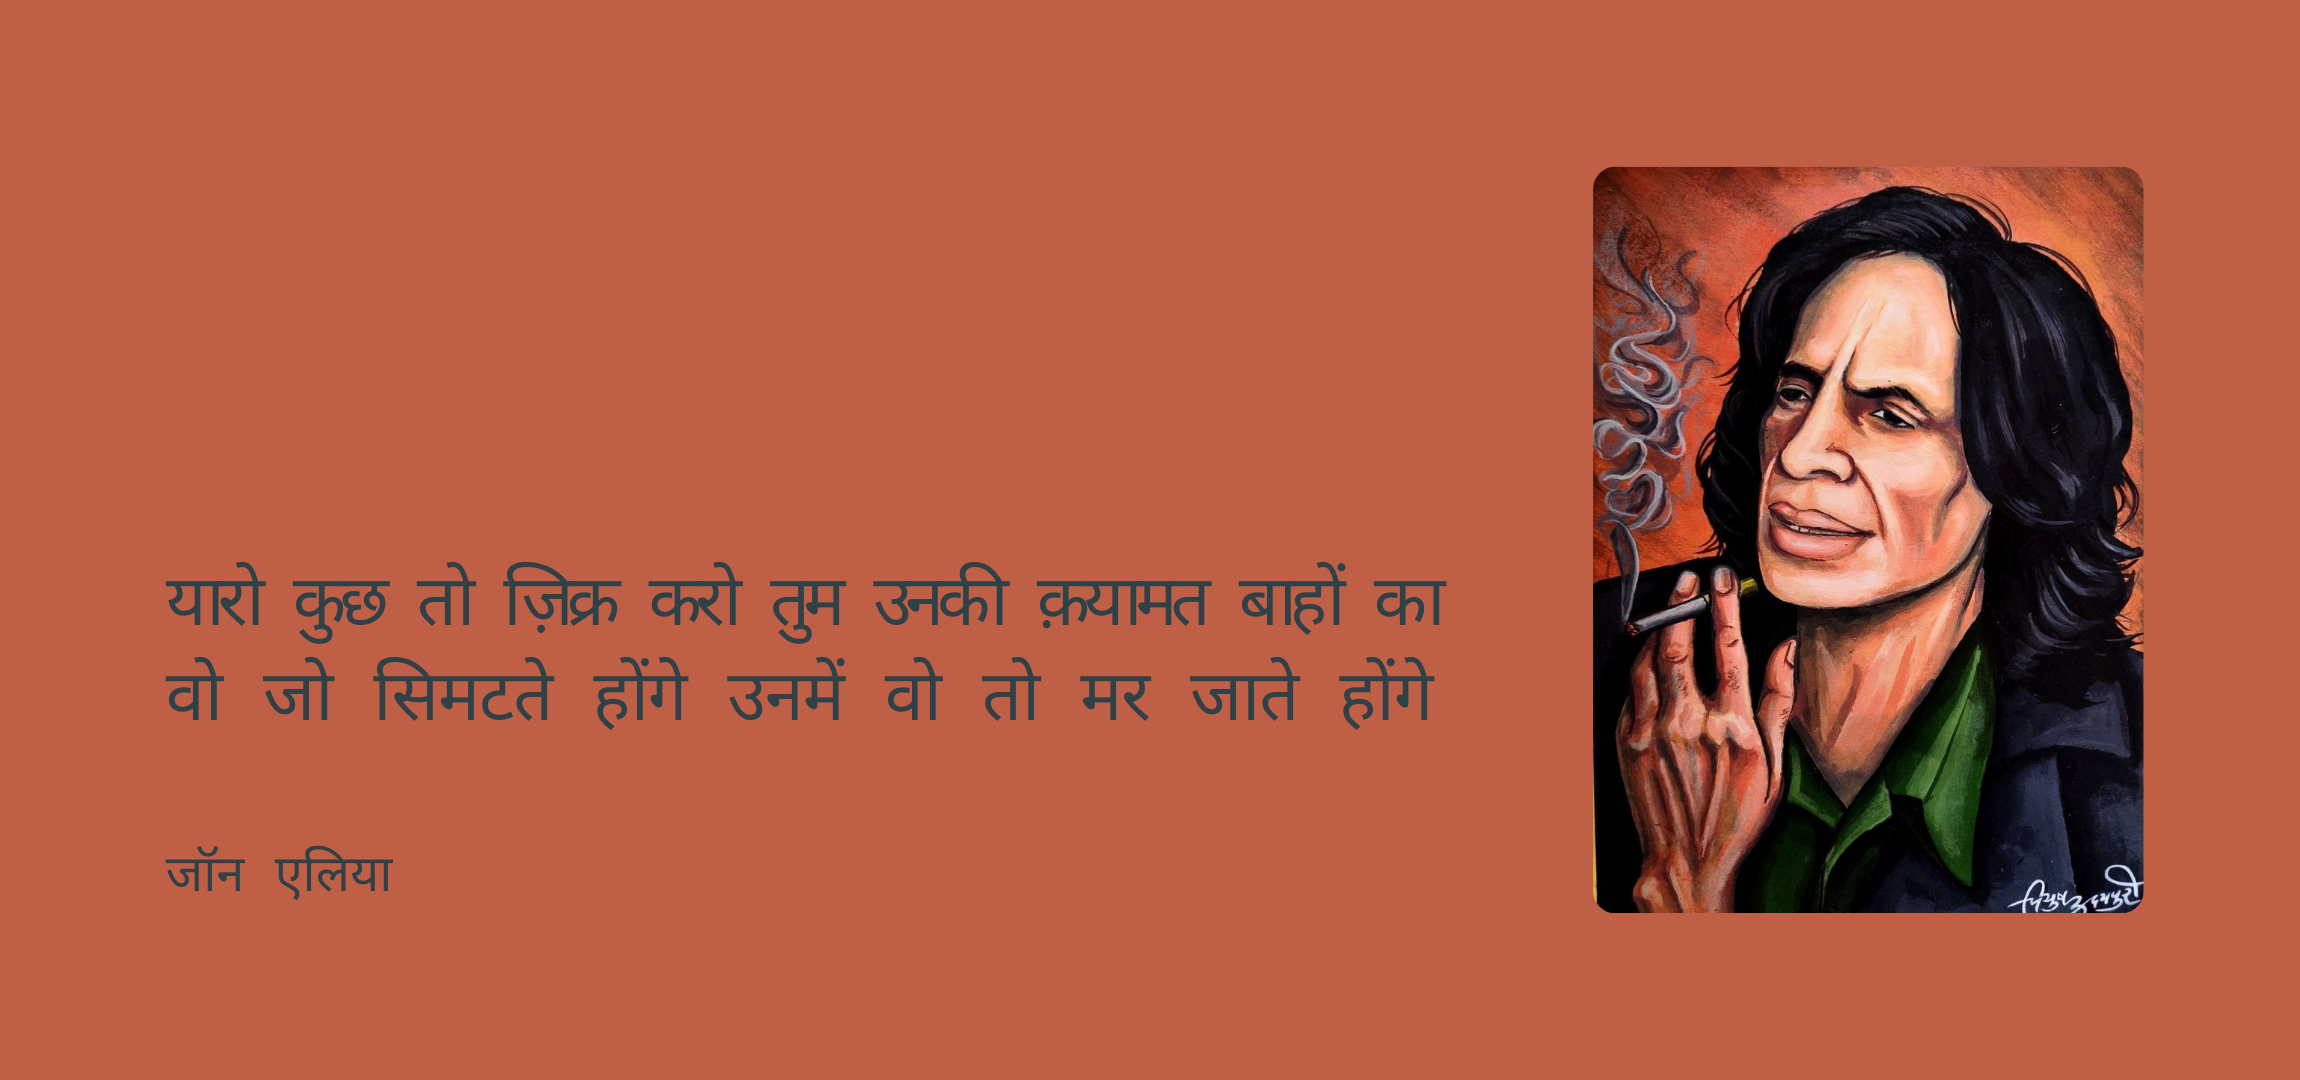 यारो कुछ तो ज़िक्र करो तुम उनकी क़यामत बाहों का
वो जो सिमटते होंगे उनमें वो तो मर जाते होंगे
जॉन एलिया